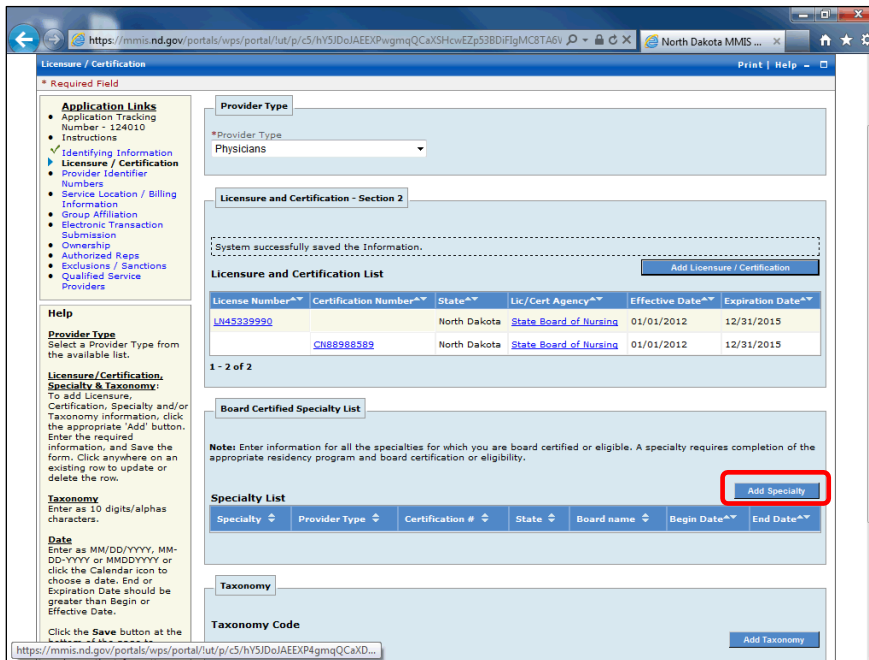 https://mmis.nd.gov/portals/wps/portal/!ut/p/c5/hY5JDoJAEEXPwgmqQCaXSHcwEZp53BDiFIgMC8TA6V
North Dakota MMIS ...
Licensure / Certification
Print | Help
* Required Field
Application Links
Application Tracking
Number - 124010
Instructions
Identifying Information
Licensure / Certification
Provider Identifier
Numbers
Service Location / Billing
Information
Group Affiliation
Electronic Transaction
Submission
Ownership
Authorized Reps
Exclusions / Sanctions
Qualified Service
Providers
Help
Provider Type
Select a Provider Type from
the available list.
Licensure/Certification,
Specialty & Taxonomy:
To add Licensure,
Certification, Specialty and/or
Taxonomy information, click
the appropriate 'Add' button.
Enter the required
information, and Save the
form. Click anywhere on an
existing row to update or
delete the row.
Taxonomy
Enter as 10 digits/alphas
characters.
Date
Enter as MM/DD/YYYY, MM-
DD-YYYY or MMDDYYYY or
click the Calendar icon to
choose a date. End or
Expiration Date should be
greater than Begin or
Effective Date.
Click the Save button at the
Provider Type
*Provider Type
Physicians
Licensure and Certification - Section 2
System successfully saved the Information.
Licensure and Certification List
Add Licensure / Certification
License Number Certification Number State Lic/Cert Agency Effective Date Expiration Date
LN45339990 North Dakota State Board of Nursing 01/01/2012 12/31/2015
CN88988589 North Dakota State Board of Nursing 01/01/2012 12/31/2015
1 - 2 of 2
Board Certified Specialty List
Note: Enter information for all the specialties for which you are board certified or eligible. A specialty requires completion of the
appropriate residency program and board certification or eligibility.
Add Specialty
Specialty List
Specialty Provider Type Certification # State Board name Begin Date End Date
Taxonomy
Taxonomy Code
Add Taxonomy
https://mmis.nd.gov/portals/wps/portal/!ut/p/c5/hY5JDoJAEEXP4gmqQCaXD...